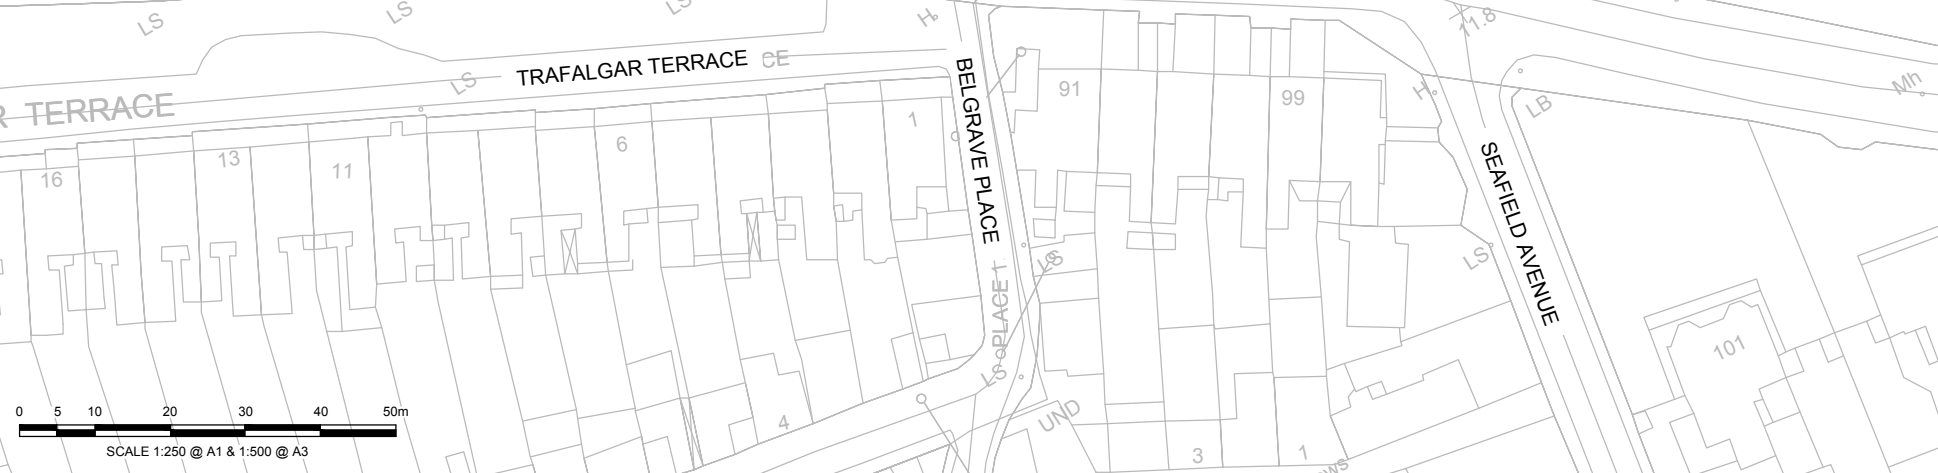 LS
LS
LS
H
11.8
TRAFALGAR TERRACE
CE
LS
R TERRACE
BELGRAVE PLACE
91
99
H
LB
Mh
1
6
13
11
16
SEAFIELD AVENUE
LS
LS
PLACE 1
101
LS
UND
4
3
1
ws
0 5 10 20 30 40 50m
SCALE 1:250 @ A1 & 1:500 @ A3